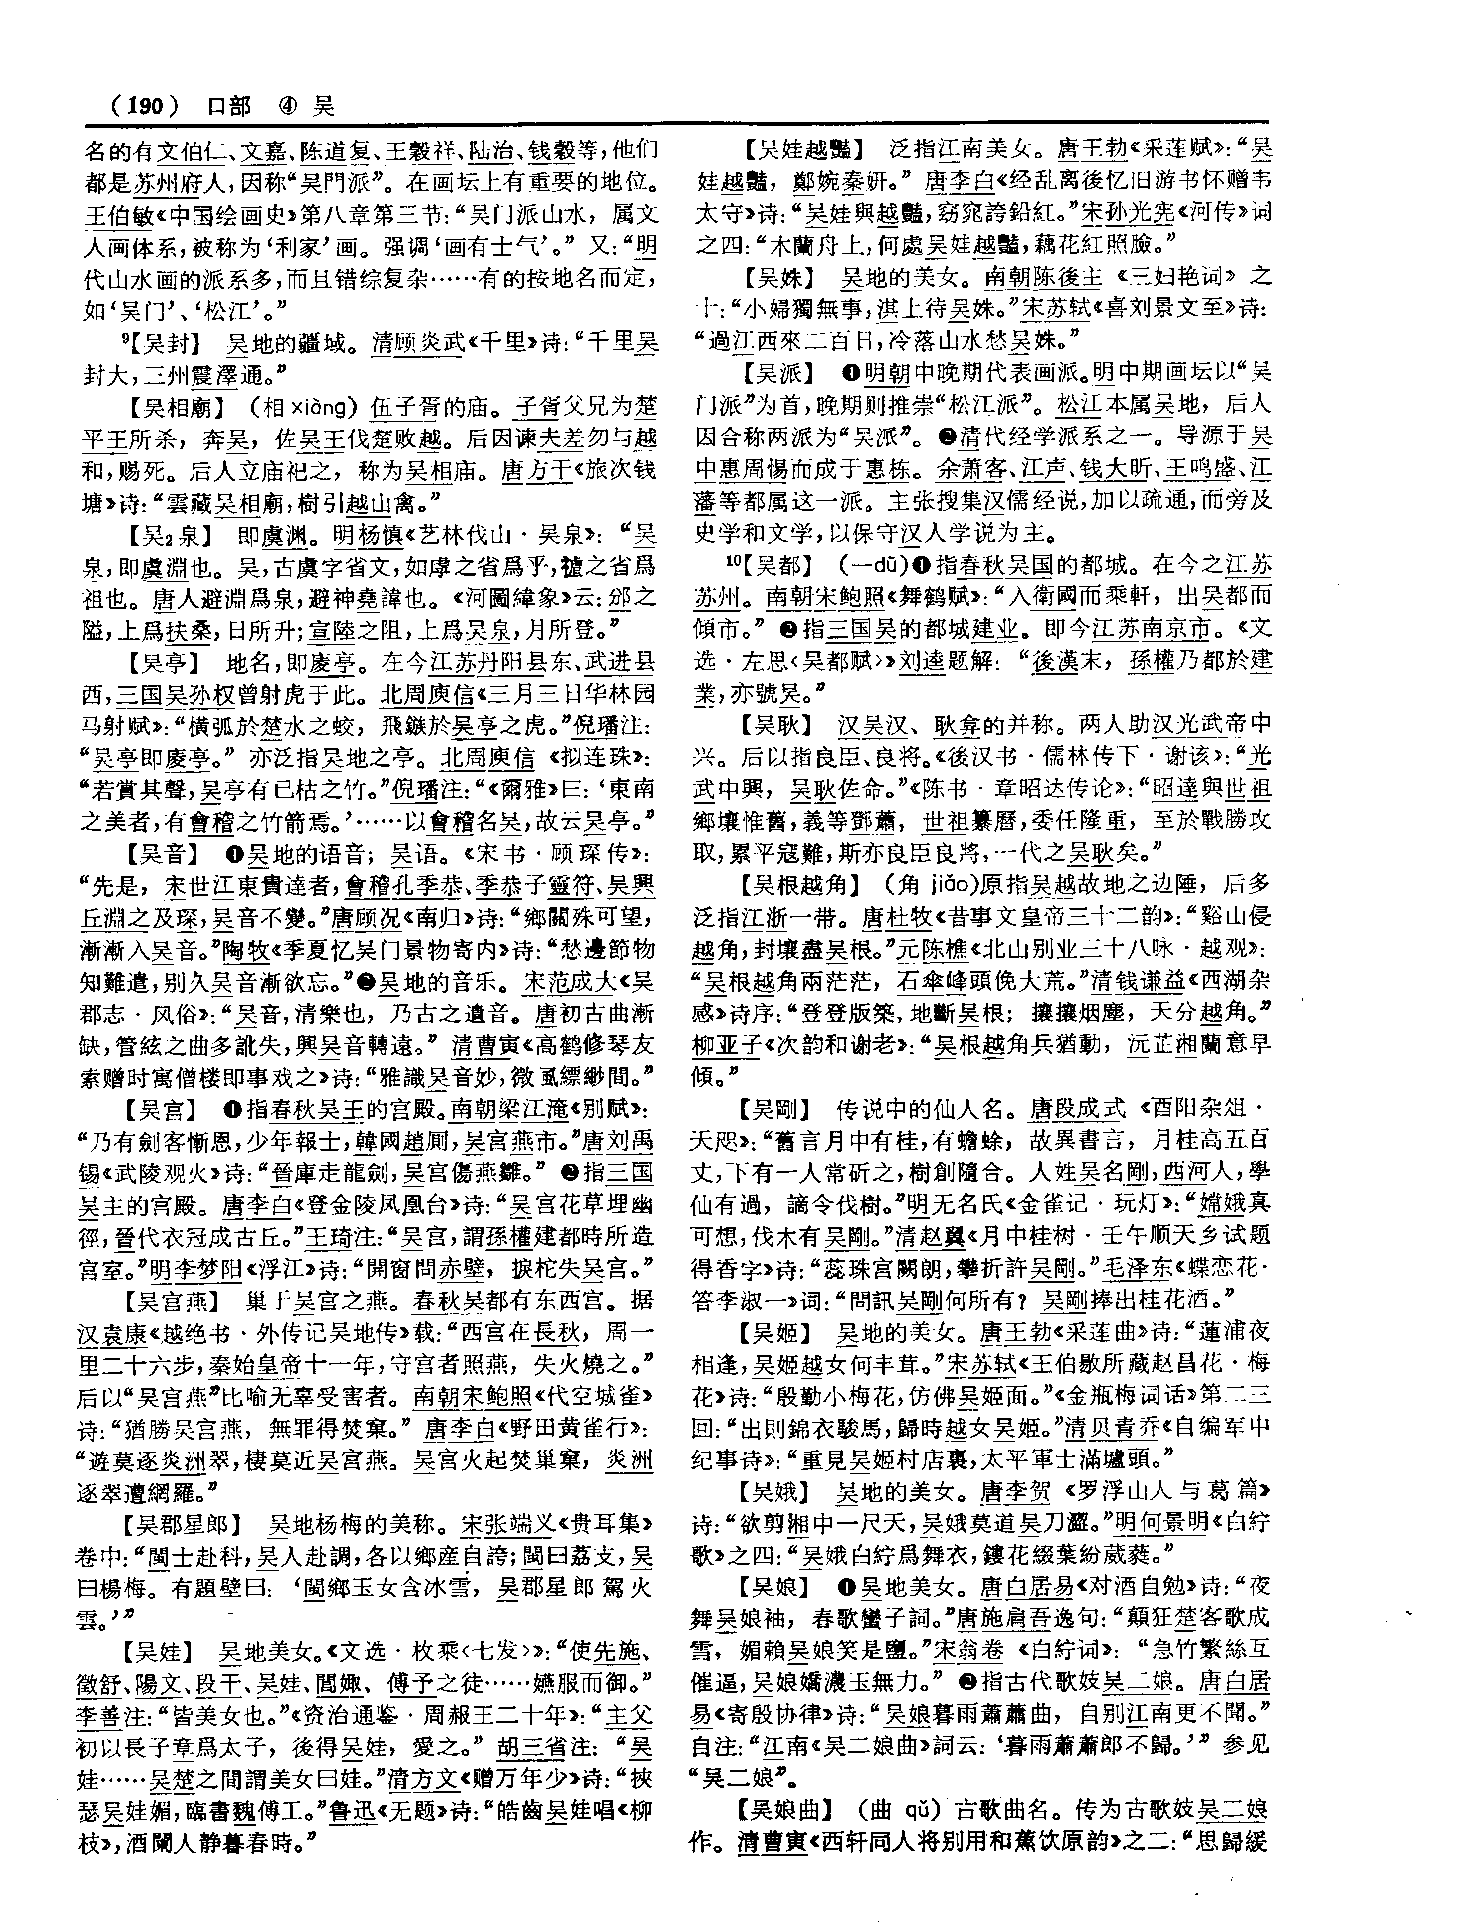 （190） 口部 ④ 吴
名的有文伯仁、文嘉、陈道复、王榖祥、陆治、钱榖等，他们
都是苏州府人，因称“吴門派”。在画坛上有重要的地位。
王伯敏《中国绘画史》第八章第三节：“吴门派山水，属文
人画体系，被称为‘利家’画。强调‘画有士气’。”又：“明
代山水画的派系多，而且错综复杂……有的按地名而定，
如‘吴门’、‘松江’。”
⁹【吴封】 吴地的疆域。清顾炎武《千里》诗：“千里吴
封大，三州震澤通。”
【吴相廟】（相 xiàng）伍子胥的庙。子胥父兄为楚
平王所杀，奔吴，佐吴王伐楚败越。后因谏夫差勿与越
和，赐死。后人立庙祀之，称为吴相庙。唐方干《旅次钱
塘》诗：“雲藏吴相廟，樹引越山禽。”
【吴₂泉】 即虞渊。明杨慎《艺林伐山·吴泉》：“吴
泉，即虞淵也。吴，古虞字省文，如虖之省爲乎，𧇽之省爲
祖也。唐人避淵爲泉，避神堯諱也。《河圖緯象》云：邠之
隘，上爲扶桑，日所升；宣陸之阻，上爲吴泉，月所登。”
【吴亭】 地名，即庱亭。在今江苏丹阳县东、武进县
西，三国吴孙权曾射虎于此。北周庾信《三月三日华林园
马射赋》：“横弧於楚水之蛟，飛鏃於吴亭之虎。”倪璠注：
“吴亭即庱亭。”亦泛指吴地之亭。北周庾信《拟连珠》：
“若賞其聲，吴亭有已枯之竹。”倪璠注：“《爾雅》曰：‘東南
之美者，有會稽之竹箭焉。’……以會稽名吴，故云吴亭。”
【吴音】 ❶吴地的语音；吴语。《宋书·顾琛传》：
“先是，宋世江東貴達者，會稽孔季恭、季恭子靈符、吴興
丘淵之及琛，吴音不變。”唐顾况《南归》诗：“鄉關殊可望，
漸漸入吴音。”陶牧《季夏忆吴门景物寄内》诗：“愁邊節物
知難遣，别久吴音漸欲忘。”❷吴地的音乐。宋范成大《吴
郡志·风俗》：“吴音，清樂也，乃古之遺音。唐初古曲漸
缺，管絃之曲多訛失，與吴音轉遠。”清曹寅《高鹤修琴友
索赠时寓僧楼即事戏之》诗：“雅識吴音妙，微風縹緲間。”
【吴宫】 ❶指春秋吴王的宫殿。南朝梁江淹《别赋》：
“乃有劍客慚恩，少年報士，韓國趙厠，吴宫燕市。”唐刘禹
锡《武陵观火》诗：“晉庫走龍劍，吴宫傷燕雛。”❷指三国
吴主的宫殿。唐李白《登金陵凤凰台》诗：“吴宫花草埋幽
徑，晉代衣冠成古丘。”王琦注：“吴宫，謂孫權建都時所造
宫室。”明李梦阳《浮江》诗：“開窗問赤壁，捩柁失吴宫。”
【吴宫燕】 巢于吴宫之燕。春秋吴都有东西宫。据
汉袁康《越绝书·外传记吴地传》载：“西宫在長秋，周一
里二十六步，秦始皇帝十一年，守宫者照燕，失火燒之。”
后以“吴宫燕”比喻无辜受害者。南朝宋鲍照《代空城雀》
诗：“猶勝吴宫燕，無罪得焚窠。”唐李白《野田黄雀行》：
“遊莫逐炎洲翠，棲莫近吴宫燕。吴宫火起焚巢窠，炎洲
逐翠遭網羅。”
【吴郡星郎】 吴地杨梅的美称。宋张端义《贵耳集》
卷中：“閩士赴科，吴人赴調，各以鄉産自誇；閩曰荔支，吴
曰楊梅。有題壁曰：‘閩鄉玉女含冰雪，吴郡星郎駕火
雲。’”
【吴娃】 吴地美女。《文选·枚乘〈七发〉》：“使先施、
徵舒、陽文、段干、吴娃、閭娵、傅予之徒……嬿服而御。”
李善注：“皆美女也。”《资治通鉴·周赧王二十年》：“主父
初以長子章爲太子，後得吴娃，愛之。”胡三省注：“吴
娃……吴楚之間謂美女曰娃。”清方文《赠万年少》诗：“挾
瑟吴娃媚，臨書魏傅工。”鲁迅《无题》诗：“皓齒吴娃唱《柳
枝》，酒闌人静暮春時。”
【吴娃越豔】 泛指江南美女。唐王勃《采莲赋》：“吴
娃越豔，鄭婉秦妍。”唐李白《经乱离後忆旧游书怀赠韦
太守》诗：“吴娃與越豔，窈窕誇鉛紅。”宋孙光宪《河传》词
之四：“木蘭舟上，何處吴娃越豔，藕花紅照臉。”
【吴姝】 吴地的美女。南朝陈後主《三妇艳词》之
十：“小婦獨無事，淇上待吴姝。”宋苏轼《喜刘景文至》诗：
“過江西來二百日，冷落山水愁吴姝。”
【吴派】 ❶明朝中晚期代表画派。明中期画坛以“吴
门派”为首，晚期则推崇“松江派”。松江本属吴地，后人
因合称两派为“吴派”。❷清代经学派系之一。导源于吴
中惠周惕而成于惠栋。余萧客、江声、钱大昕、王鸣盛、江
藩等都属这一派。主张搜集汉儒经说，加以疏通，而旁及
史学和文学，以保守汉人学说为主。
¹⁰【吴都】（—dū）❶指春秋吴国的都城。在今之江苏
苏州。南朝宋鲍照《舞鹤赋》：“入衛國而乘軒，出吴都而
傾市。”❷指三国吴的都城建业。即今江苏南京市。《文
选·左思〈吴都赋〉》刘逵题解：“後漢末，孫權乃都於建
業，亦號吴。”
【吴耿】 汉吴汉、耿弇的并称。两人助汉光武帝中
兴。后以指良臣、良将。《後汉书·儒林传下·谢该》：“光
武中興，吴耿佐命。”《陈书·章昭达传论》：“昭達與世祖
鄉壤惟舊，義等鄧蕭，世祖纂曆，委任隆重，至於戰勝攻
取，累平寇難，斯亦良臣良將，一代之吴耿矣。”
【吴根越角】（角 jiǎo）原指吴越故地之边陲，后多
泛指江浙一带。唐杜牧《昔事文皇帝三十二韵》：“谿山侵
越角，封壤盡吴根。”元陈樵《北山别业三十八咏·越观》：
“吴根越角兩茫茫，石傘峰頭俛大荒。”清钱谦益《西湖杂
感》诗序：“登登版築，地斷吴根；攘攘烟塵，天分越角。”
柳亚子《次韵和谢老》：“吴根越角兵猶動，沅芷湘蘭意早
傾。”
【吴剛】 传说中的仙人名。唐段成式《酉阳杂俎·
天咫》：“舊言月中有桂，有蟾蜍，故異書言，月桂高五百
丈，下有一人常斫之，樹創隨合。人姓吴名剛，西河人，學
仙有過，謫令伐樹。”明无名氏《金雀记·玩灯》：“嫦娥真
可想，伐木有吴剛。”清赵翼《月中桂树·壬午顺天乡试题
得香字》诗：“蕊珠宫闕朗，攀折許吴剛。”毛泽东《蝶恋花·
答李淑一》词：“問訊吴剛何所有？吴剛捧出桂花酒。”
【吴姬】 吴地的美女。唐王勃《采莲曲》诗：“蓮浦夜
相逢，吴姬越女何丰茸。”宋苏轼《王伯敭所藏赵昌花·梅
花》诗：“殷勤小梅花，仿佛吴姬面。”《金瓶梅词话》第二三
回：“出則錦衣駿馬，歸時越女吴姬。”清贝青乔《自编军中
纪事诗》：“重見吴姬村店裏，太平軍士滿壚頭。”
【吴娥】 吴地的美女。唐李贺《罗浮山人与葛篇》
诗：“欲剪湘中一尺天，吴娥莫道吴刀澀。”明何景明《白紵
歌》之四：“吴娥白紵爲舞衣，鏤花綴葉紛葳蕤。”
【吴娘】 ❶吴地美女。唐白居易《对酒自勉》诗：“夜
舞吴娘袖，春歌蠻子詞。”唐施肩吾逸句：“顛狂楚客歌成
雪，媚賴吴娘笑是鹽。”宋翁卷《白紵词》：“急竹繁絲互
催逼，吴娘嬌濃玉無力。”❷指古代歌妓吴二娘。唐白居
易《寄殷协律》诗：“吴娘暮雨蕭蕭曲，自别江南更不聞。”
自注：“江南《吴二娘曲》詞云：‘暮雨蕭蕭郎不歸。’”参见
“吴二娘”。
【吴娘曲】（曲 qǔ）古歌曲名。传为古歌妓吴二娘
作。清曹寅《西轩同人将别用和蕉饮原韵》之二：“思歸緩